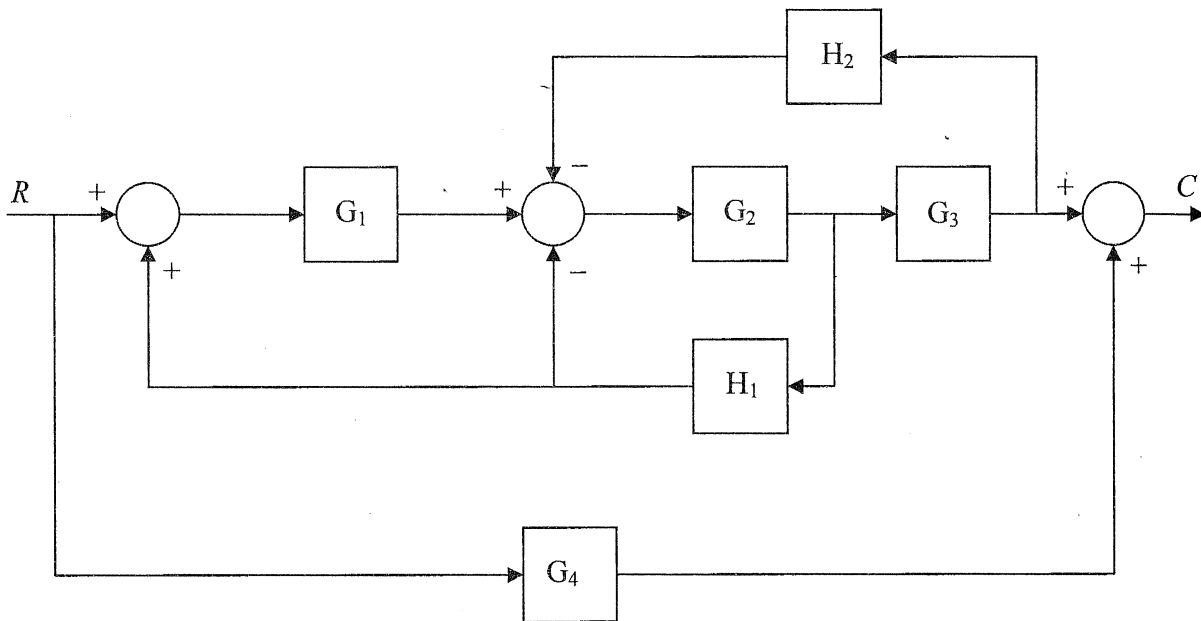 H₂
−
R
+
+
G₁
+
G₂
G₃
+
C
+
−
+
H₁
G₄